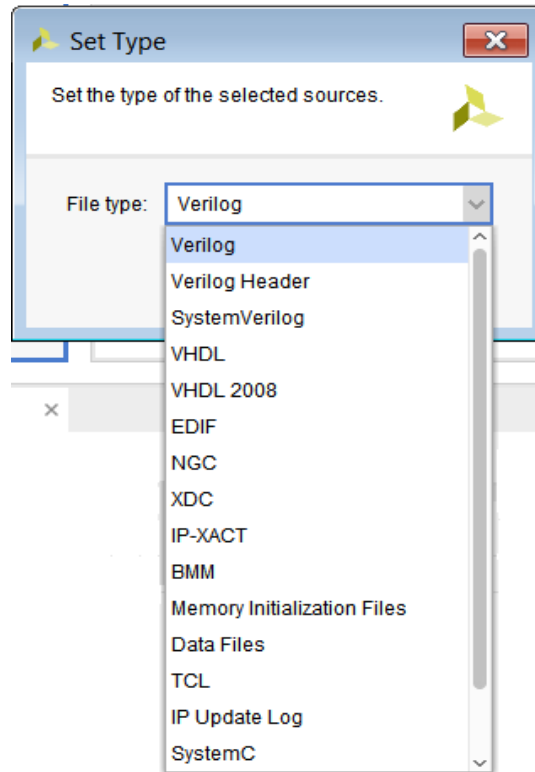 Set Type
Set the type of the selected sources.
File type: Verilog
Verilog
Verilog Header
SystemVerilog
VHDL
VHDL 2008
EDIF
NGC
XDC
IP-XACT
BMM
Memory Initialization Files
Data Files
TCL
IP Update Log
SystemC